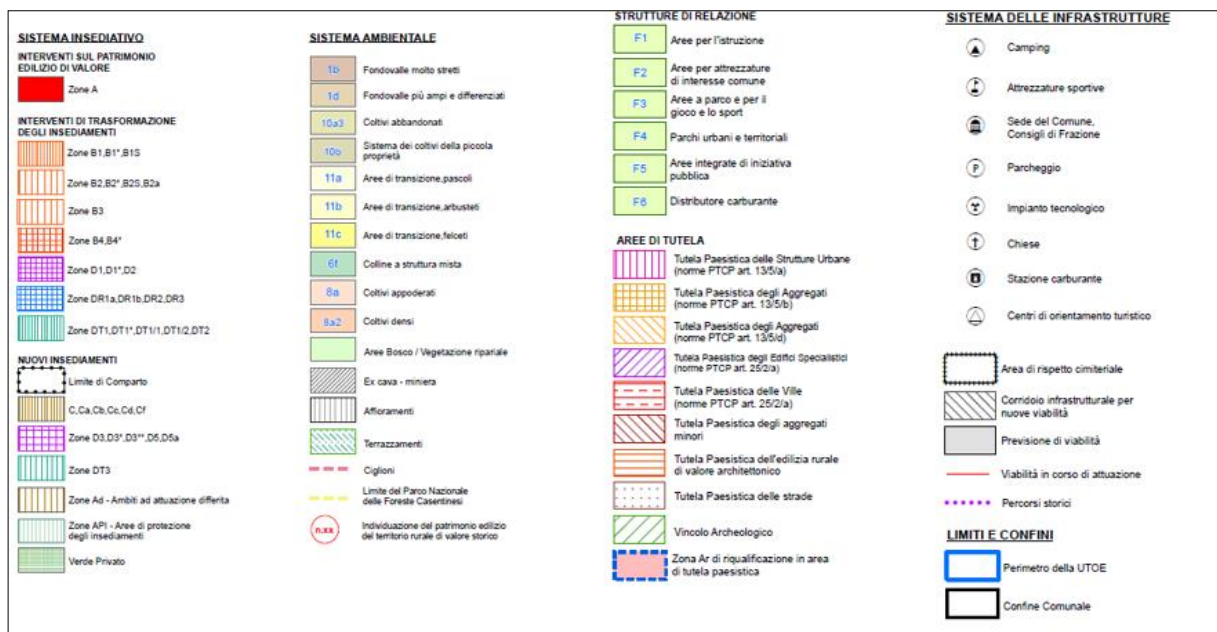 SISTEMA INSEDIATIVO
INTERVENTI SUL PATRIMONIO
EDILIZIO DI VALORE
Zone A
INTERVENTI DI TRASFORMAZIONE
DEGLI INSEDIAMENTI
Zone B1,B1*,B1S
Zone B2,B2*,B2S,B2a
Zone B3
Zone B4,B4*
Zone D1,D1*,D2
Zone DR1a,DR1b,DR2,DR3
Zone DT1,DT1*,DT1/1,DT1/2,DT2
NUOVI INSEDIAMENTI
Limite di Comparto
C,Ca,Cb,Cc,Cd,Cf
Zone D3,D3*,D3**,D5,D5a
Zone DT3
Zone Ad - Ambiti ad attuazione differita
Zone API - Aree di protezione
degli insediamenti
Verde Privato
SISTEMA AMBIENTALE
1b Fondovalle molto stretti
1d Fondovalle più ampi e differenziati
10a3 Coltivi abbandonati
10b Sistema dei coltivi della piccola
proprietà
11a Aree di transizione,pascoli
11b Aree di transizione,arbusteti
11c Aree di transizione,felceti
6f Colline a struttura mista
8a Coltivi appoderati
8a2 Coltivi densi
Aree Bosco / Vegetazione ripariale
Ex cava - miniera
Affioramenti
Terrazzamenti
Ciglioni
Limite del Parco Nazionale
delle Foreste Casentinesi
n.xx Individuazione del patrimonio edilizio
del territorio rurale di valore storico
STRUTTURE DI RELAZIONE
F1 Aree per l'istruzione
F2 Aree per attrezzature
di interesse comune
F3 Aree a parco e per il
gioco e lo sport
F4 Parchi urbani e territoriali
F5 Aree integrate di iniziativa
pubblica
F6 Distributore carburante
AREE DI TUTELA
Tutela Paesistica delle Strutture Urbane
(norme PTCP art. 13/5/a)
Tutela Paesistica degli Aggregati
(norme PTCP art. 13/5/b)
Tutela Paesistica degli Aggregati
(norme PTCP art. 13/5/d)
Tutela Paesistica degli Edifici Specialistici
(norme PTCP art. 25/2/a)
Tutela Paesistica delle Ville
(norme PTCP art. 25/2/a)
Tutela Paesistica degli aggregati
minori
Tutela Paesistica dell'edilizia rurale
di valore architettonico
Tutela Paesistica delle strade
Vincolo Archeologico
Zona Ar di riqualificazione in area
di tutela paesistica
SISTEMA DELLE INFRASTRUTTURE
Camping
Attrezzature sportive
Sede del Comune,
Consigli di Frazione
P Parcheggio
Impianto tecnologico
Chiese
Stazione carburante
Centri di orientamento turistico
Area di rispetto cimiteriale
Corridoio infrastrutturale per
nuove viabilità
Previsione di viabilità
Viabilità in corso di attuazione
Percorsi storici
LIMITI E CONFINI
Perimetro della UTOE
Confine Comunale